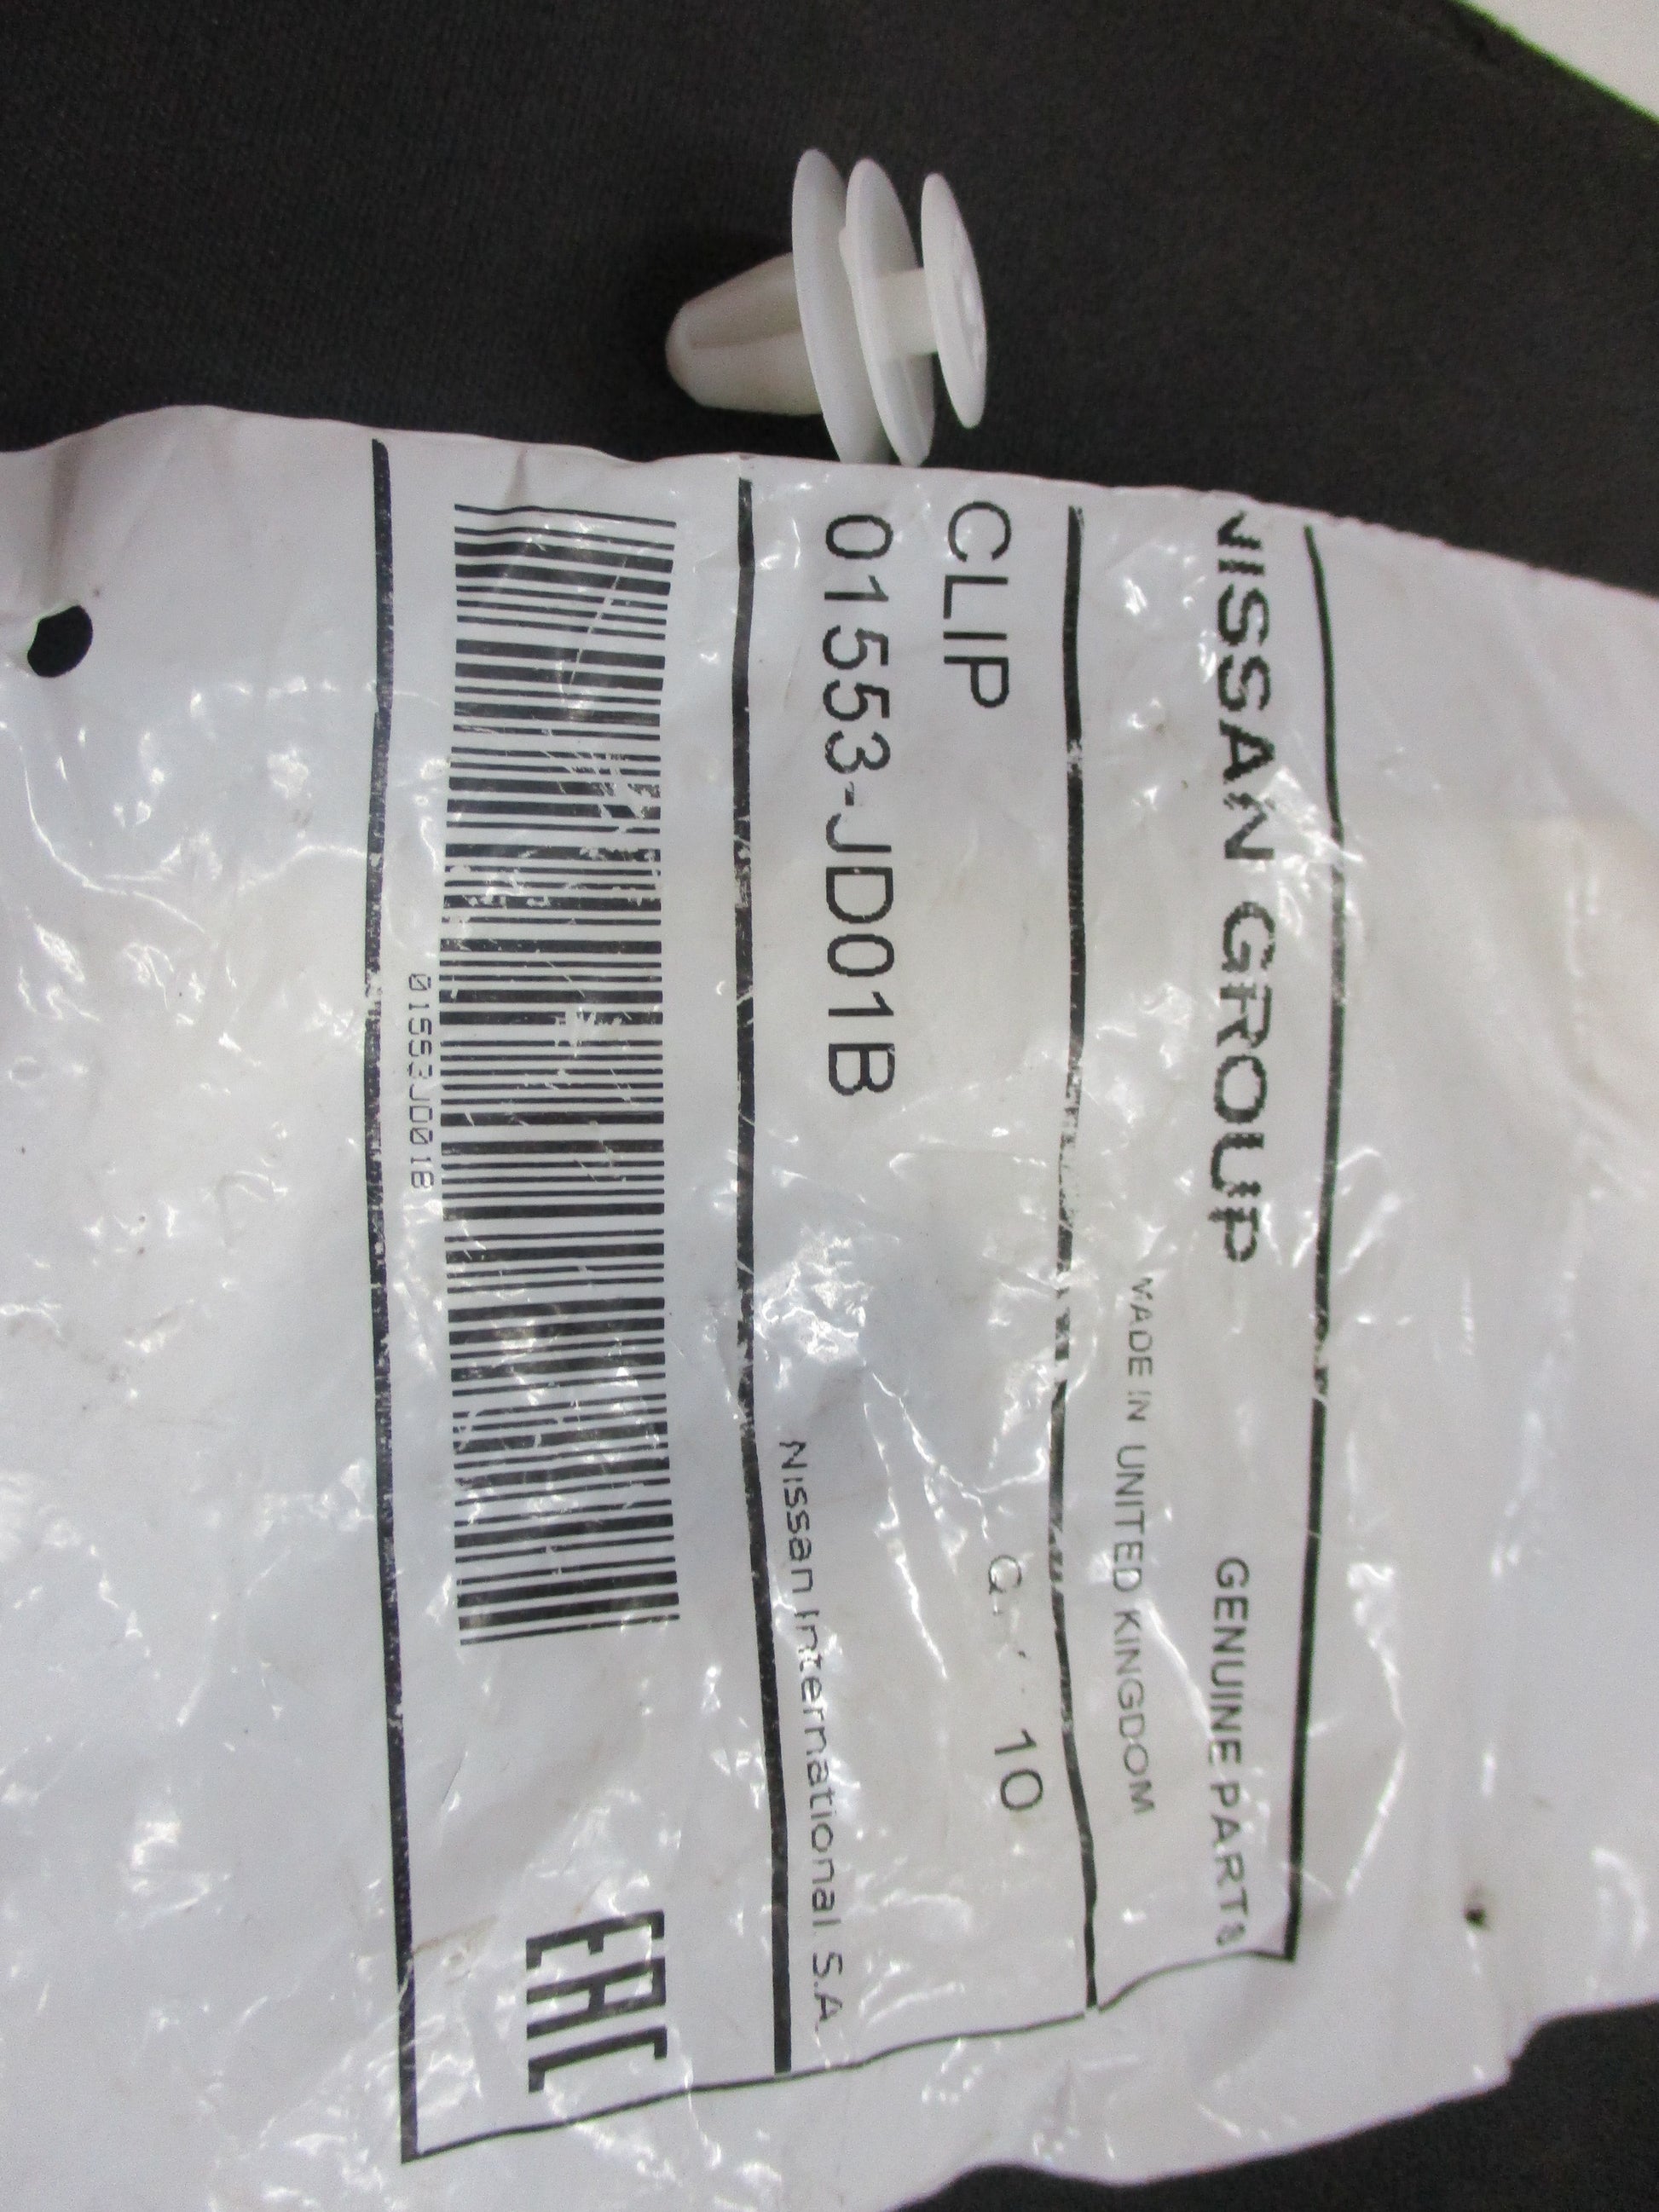 NISSAN GROUP
GENUINE PARTS
MADE IN UNITED KINGDOM
CLIP
10
01553-JD01B
Nissan International S.A.
01553JD01B
EAC